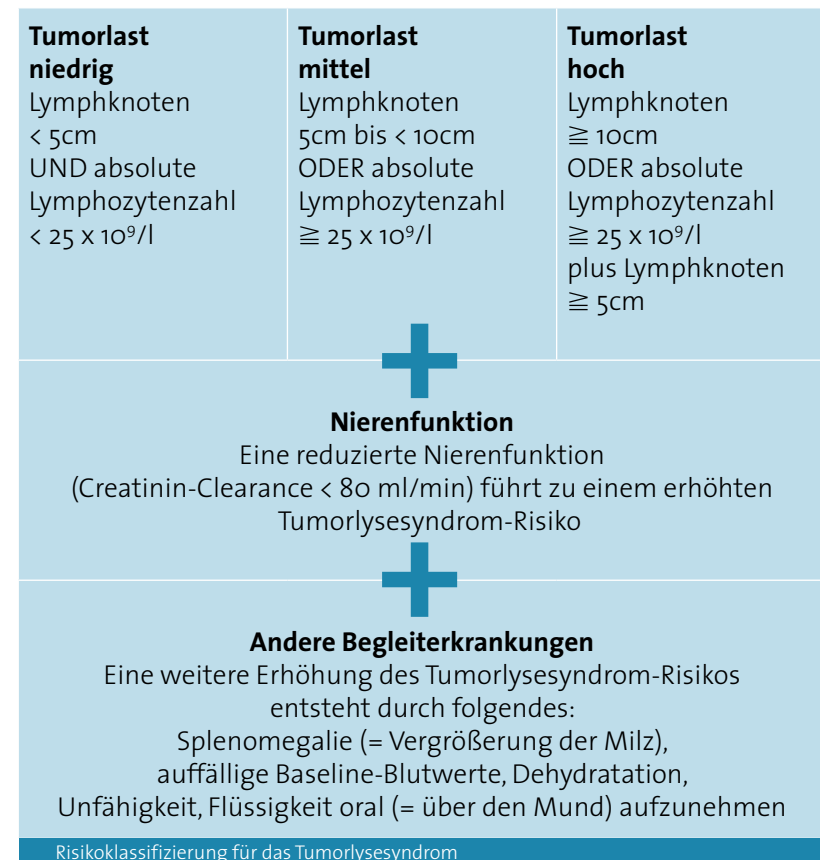 Tumorlast
niedrig
Lymphknoten
< 5cm
UND absolute
Lymphozytenzahl
< 25 x 10⁹/l
Tumorlast
mittel
Lymphknoten
5cm bis < 10cm
ODER absolute
Lymphozytenzahl
≧ 25 x 10⁹/l
Tumorlast
hoch
Lymphknoten
≧ 10cm
ODER absolute
Lymphozytenzahl
≧ 25 x 10⁹/l
plus Lymphknoten
≧ 5cm
Nierenfunktion
Eine reduzierte Nierenfunktion
(Creatinin-Clearance < 80 ml/min) führt zu einem erhöhten
Tumorlysesyndrom-Risiko
Andere Begleiterkrankungen
Eine weitere Erhöhung des Tumorlysesyndrom-Risikos
entsteht durch folgendes:
Splenomegalie (= Vergrößerung der Milz),
auffällige Baseline-Blutwerte, Dehydratation,
Unfähigkeit, Flüssigkeit oral (= über den Mund) aufzunehmen
Risikoklassifizierung für das Tumorlysesyndrom